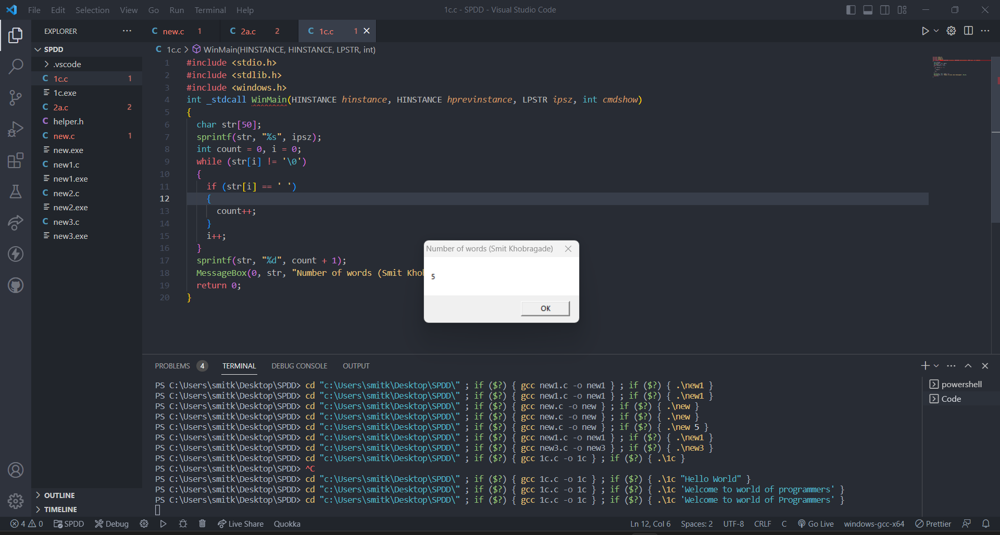 File Edit Selection View Go Run Terminal Help
1c.c - SPDD - Visual Studio Code
EXPLORER
SPDD
.vscode
C 1c.c 1
1c.exe
C 2a.c 2
C helper.h
C new.c 1
new.exe
C new1.c
new1.exe
C new2.c
new2.exe
C new3.c
new3.exe
OUTLINE
TIMELINE
C new.c 1
C 2a.c 2
C 1c.c 1
C 1c.c > WinMain(HINSTANCE, HINSTANCE, LPSTR, int)
1 #include <stdio.h>
2 #include <stdlib.h>
3 #include <windows.h>
4 int _stdcall WinMain(HINSTANCE hinstance, HINSTANCE hprevinstance, LPSTR ipsz, int cmdshow)
5 {
6 char str[50];
7 sprintf(str, "%s", ipsz);
8 int count = 0, i = 0;
9 while (str[i] != '\0')
10 {
11 if (str[i] == ' ')
12 {
13 count++;
14 }
15 i++;
16 }
17 sprintf(str, "%d", count + 1);
18 MessageBox(0, str, "Number of words (Smit Khob
19 return 0;
20 }
Number of words (Smit Khobragade)
5
OK
PROBLEMS 4 TERMINAL DEBUG CONSOLE OUTPUT
PS C:\Users\smitk\Desktop\SPDD> cd "c:\Users\smitk\Desktop\SPDD\" ; if ($?) { gcc new1.c -o new1 } ; if ($?) { .\new1 }
PS C:\Users\smitk\Desktop\SPDD> cd "c:\Users\smitk\Desktop\SPDD\" ; if ($?) { gcc new1.c -o new1 } ; if ($?) { .\new1 }
PS C:\Users\smitk\Desktop\SPDD> cd "c:\Users\smitk\Desktop\SPDD\" ; if ($?) { gcc new.c -o new } ; if ($?) { .\new }
PS C:\Users\smitk\Desktop\SPDD> cd "c:\Users\smitk\Desktop\SPDD\" ; if ($?) { gcc new.c -o new } ; if ($?) { .\new }
PS C:\Users\smitk\Desktop\SPDD> cd "c:\Users\smitk\Desktop\SPDD\" ; if ($?) { gcc new.c -o new } ; if ($?) { .\new 5 }
PS C:\Users\smitk\Desktop\SPDD> cd "c:\Users\smitk\Desktop\SPDD\" ; if ($?) { gcc new1.c -o new1 } ; if ($?) { .\new1 }
PS C:\Users\smitk\Desktop\SPDD> cd "c:\Users\smitk\Desktop\SPDD\" ; if ($?) { gcc new3.c -o new3 } ; if ($?) { .\new3 }
PS C:\Users\smitk\Desktop\SPDD> cd "c:\Users\smitk\Desktop\SPDD\" ; if ($?) { gcc 1c.c -o 1c } ; if ($?) { .\1c }
PS C:\Users\smitk\Desktop\SPDD> ^C
PS C:\Users\smitk\Desktop\SPDD> cd "c:\Users\smitk\Desktop\SPDD\" ; if ($?) { gcc 1c.c -o 1c } ; if ($?) { .\1c "Hello World" }
PS C:\Users\smitk\Desktop\SPDD> cd "c:\Users\smitk\Desktop\SPDD\" ; if ($?) { gcc 1c.c -o 1c } ; if ($?) { .\1c 'Welcome to world of programmers' }
PS C:\Users\smitk\Desktop\SPDD> cd "c:\Users\smitk\Desktop\SPDD\" ; if ($?) { gcc 1c.c -o 1c } ; if ($?) { .\1c 'Welcome to world of Programmers' }
powershell
Code
4 0 SPDD Debug Live Share Quokka
Ln 12, Col 6 Spaces: 2 UTF-8 CRLF C Go Live windows-gcc-x64 Prettier